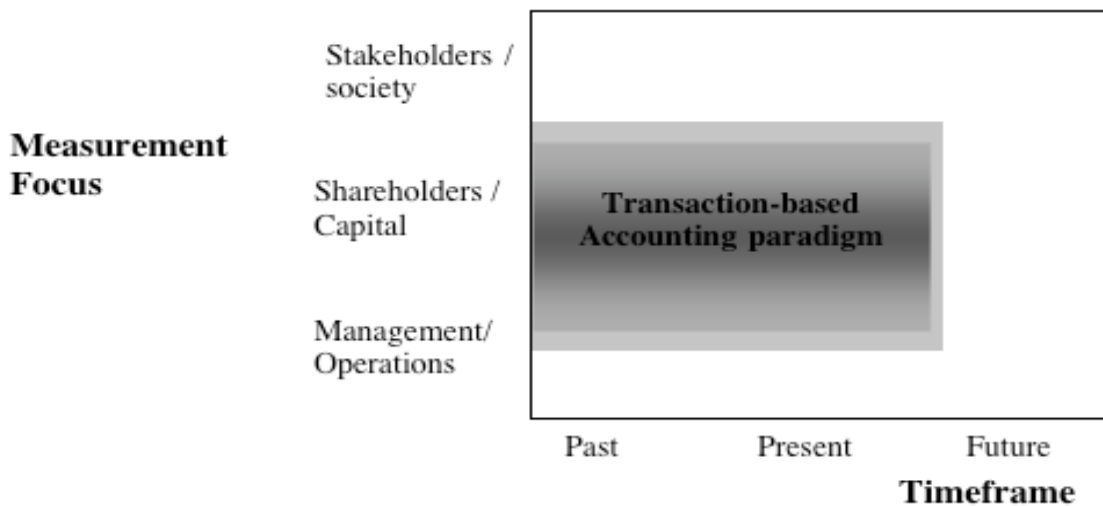 Stakeholders /
society
Measurement
Focus
Shareholders /
Capital
Transaction-based
Accounting paradigm
Management/
Operations
Past
Present
Future
Timeframe